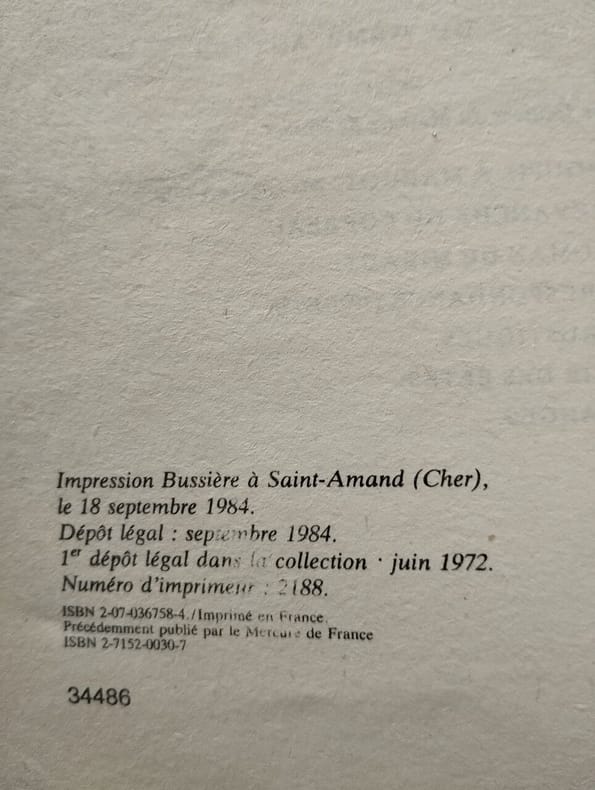 Impression Bussière à Saint-Amand (Cher),
le 18 septembre 1984.
Dépôt légal : septembre 1984.
1er dépôt légal dans la collection · juin 1972.
Numéro d'imprimeur : 2188.
ISBN 2-07-036758-4./Imprimé en France.
Précédemment publié par le Mercure de France
ISBN 2-7152-0030-7
34486